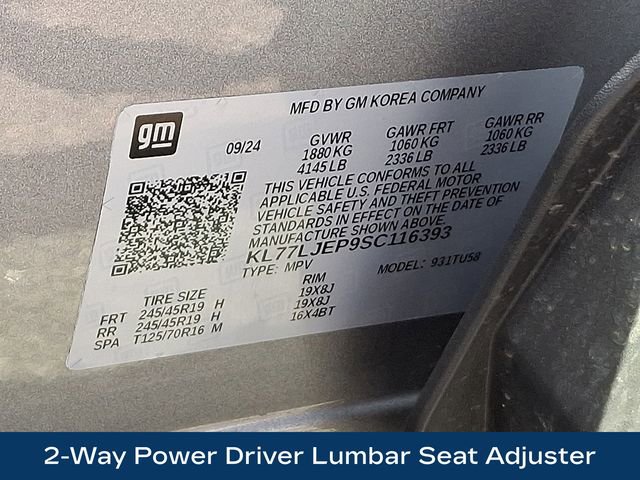 MFD BY GM KOREA COMPANY
gm
09/24
GVWR GAWR FRT GAWR RR
1880 KG 1060 KG 1060 KG
4145 LB 2336 LB 2336 LB
THIS VEHICLE CONFORMS TO ALL
APPLICABLE U.S. FEDERAL MOTOR
VEHICLE SAFETY AND THEFT PREVENTION
STANDARDS IN EFFECT ON THE DATE OF
MANUFACTURE SHOWN ABOVE.
KL77LJEP9SC116393
TYPE: MPV MODEL: 931TU58
TIRE SIZE RIM
FRT 245/45R19 H 19X8J
RR 245/45R19 H 19X8J
SPA T125/70R16 M 16X4BT
2-Way Power Driver Lumbar Seat Adjuster